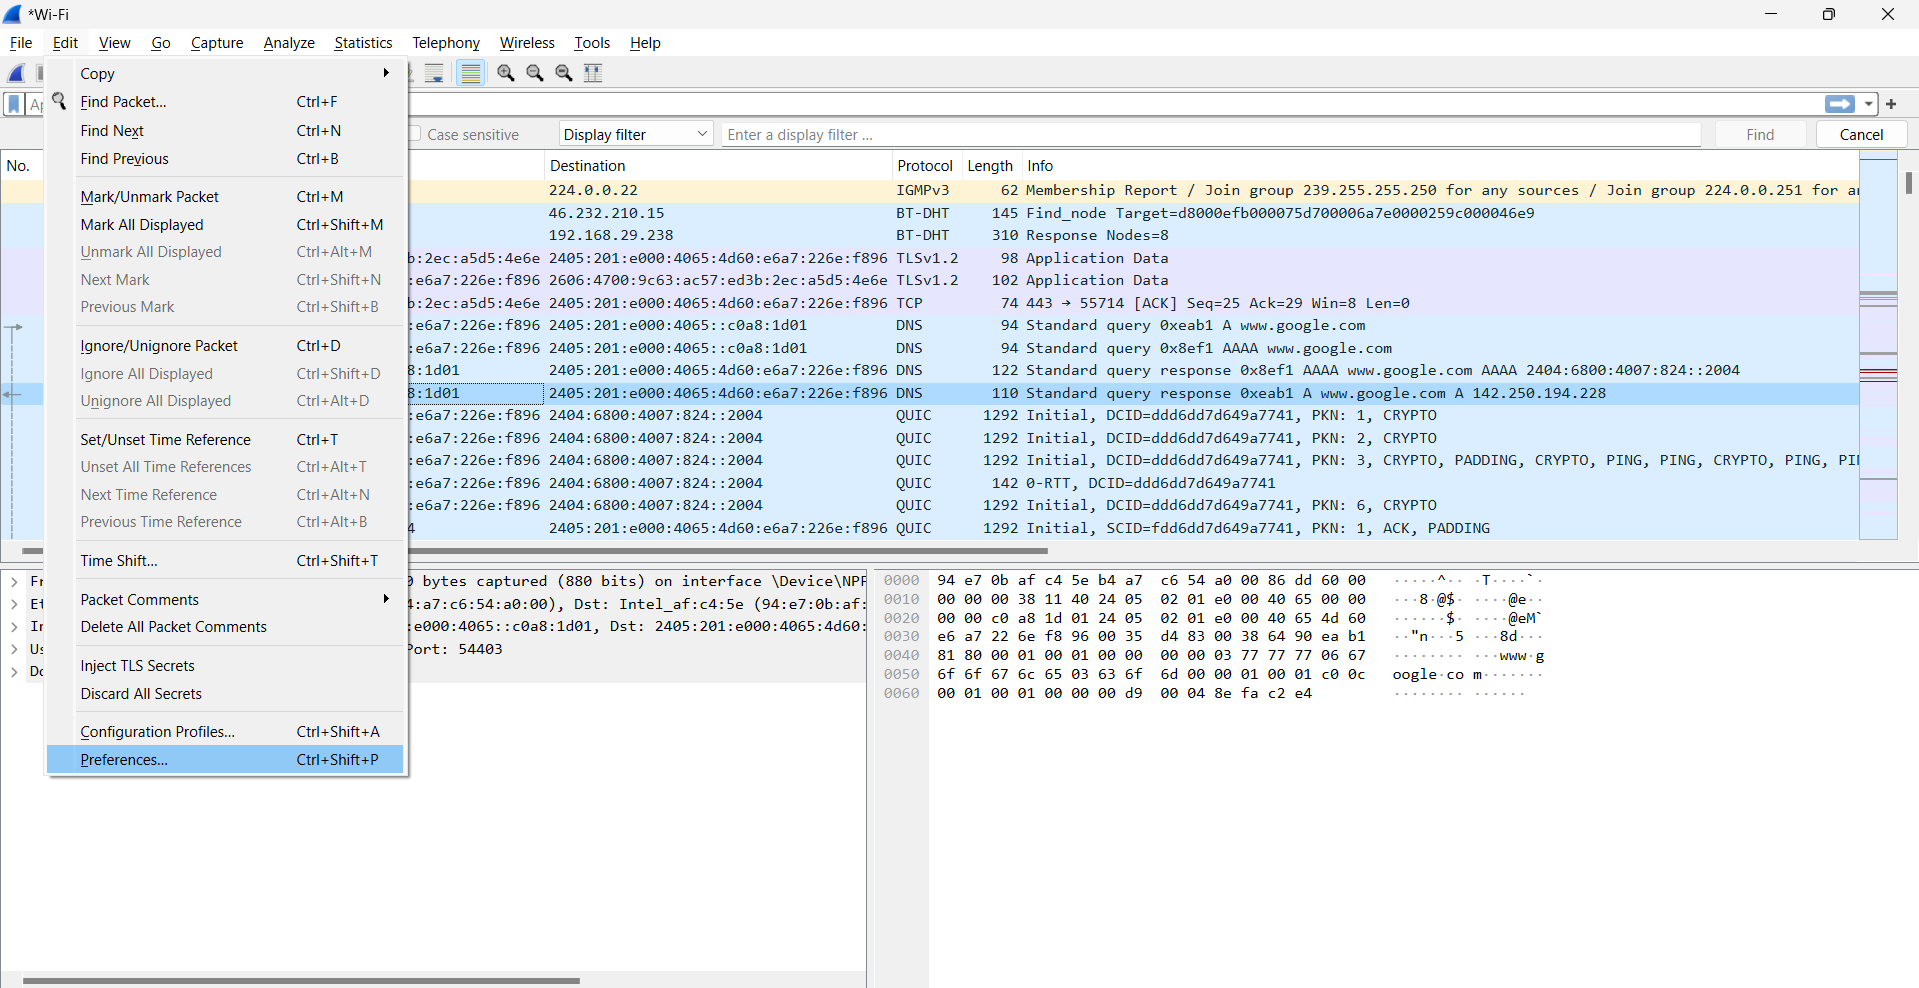 *Wi-Fi
File Edit View Go Capture Analyze Statistics Telephony Wireless Tools Help
Copy
Find Packet... Ctrl+F
Find Next Ctrl+N
Find Previous Ctrl+B
Mark/Unmark Packet Ctrl+M
Mark All Displayed Ctrl+Shift+M
Unmark All Displayed Ctrl+Alt+M
Next Mark Ctrl+Shift+N
Previous Mark Ctrl+Shift+B
Ignore/Unignore Packet Ctrl+D
Ignore All Displayed Ctrl+Shift+D
Unignore All Displayed Ctrl+Alt+D
Set/Unset Time Reference Ctrl+T
Unset All Time References Ctrl+Alt+T
Next Time Reference Ctrl+Alt+N
Previous Time Reference Ctrl+Alt+B
Time Shift... Ctrl+Shift+T
Packet Comments
Delete All Packet Comments
Inject TLS Secrets
Discard All Secrets
Configuration Profiles... Ctrl+Shift+A
Preferences... Ctrl+Shift+P
Case sensitive Display filter Enter a display filter ... Find Cancel
No. Destination Protocol Length Info
224.0.0.22 IGMPv3 62 Membership Report / Join group 239.255.255.250 for any sources / Join group 224.0.0.251 for a
46.232.210.15 BT-DHT 145 Find_node Target=d8000efb000075d700006a7e0000259c000046e9
192.168.29.238 BT-DHT 310 Response Nodes=8
b:2ec:a5d5:4e6e 2405:201:e000:4065:4d60:e6a7:226e:f896 TLSv1.2 98 Application Data
:e6a7:226e:f896 2606:4700:9c63:ac57:ed3b:2ec:a5d5:4e6e TLSv1.2 102 Application Data
b:2ec:a5d5:4e6e 2405:201:e000:4065:4d60:e6a7:226e:f896 TCP 74 443 → 55714 [ACK] Seq=25 Ack=29 Win=8 Len=0
:e6a7:226e:f896 2405:201:e000:4065::c0a8:1d01 DNS 94 Standard query 0xeab1 A www.google.com
:e6a7:226e:f896 2405:201:e000:4065::c0a8:1d01 DNS 94 Standard query 0x8ef1 AAAA www.google.com
8:1d01 2405:201:e000:4065:4d60:e6a7:226e:f896 DNS 122 Standard query response 0x8ef1 AAAA www.google.com AAAA 2404:6800:4007:824::2004
8:1d01 2405:201:e000:4065:4d60:e6a7:226e:f896 DNS 110 Standard query response 0xeab1 A www.google.com A 142.250.194.228
:e6a7:226e:f896 2404:6800:4007:824::2004 QUIC 1292 Initial, DCID=ddd6dd7d649a7741, PKN: 1, CRYPTO
:e6a7:226e:f896 2404:6800:4007:824::2004 QUIC 1292 Initial, DCID=ddd6dd7d649a7741, PKN: 2, CRYPTO
:e6a7:226e:f896 2404:6800:4007:824::2004 QUIC 1292 Initial, DCID=ddd6dd7d649a7741, PKN: 3, CRYPTO, PADDING, CRYPTO, PING, PING, CRYPTO, PING, PI
:e6a7:226e:f896 2404:6800:4007:824::2004 QUIC 142 0-RTT, DCID=ddd6dd7d649a7741
:e6a7:226e:f896 2404:6800:4007:824::2004 QUIC 1292 Initial, DCID=ddd6dd7d649a7741, PKN: 6, CRYPTO
4 2405:201:e000:4065:4d60:e6a7:226e:f896 QUIC 1292 Initial, SCID=fdd6dd7d649a7741, PKN: 1, ACK, PADDING
Fr bytes captured (880 bits) on interface \Device\NPF
Et 4:a7:c6:54:a0:00), Dst: Intel_af:c4:5e (94:e7:0b:af:
In :e000:4065::c0a8:1d01, Dst: 2405:201:e000:4065:4d60:
Us Port: 54403
Do
0000 94 e7 0b af c4 5e b4 a7 c6 54 a0 00 86 dd 60 00 ·····^·· ·T····`·
0010 00 00 00 38 11 40 24 05 02 01 e0 00 40 65 00 00 ···8·@$· ····@e··
0020 00 00 c0 a8 1d 01 24 05 02 01 e0 00 40 65 4d 60 ······$· ····@eM`
0030 e6 a7 22 6e f8 96 00 35 d4 83 00 38 64 90 ea b1 ··"n···5 ···8d···
0040 81 80 00 01 00 01 00 00 00 00 03 77 77 77 06 67 ········ ···www·g
0050 6f 6f 67 6c 65 03 63 6f 6d 00 00 01 00 01 c0 0c oogle·co m·······
0060 00 01 00 01 00 00 00 d9 00 04 8e fa c2 e4 ········ ······